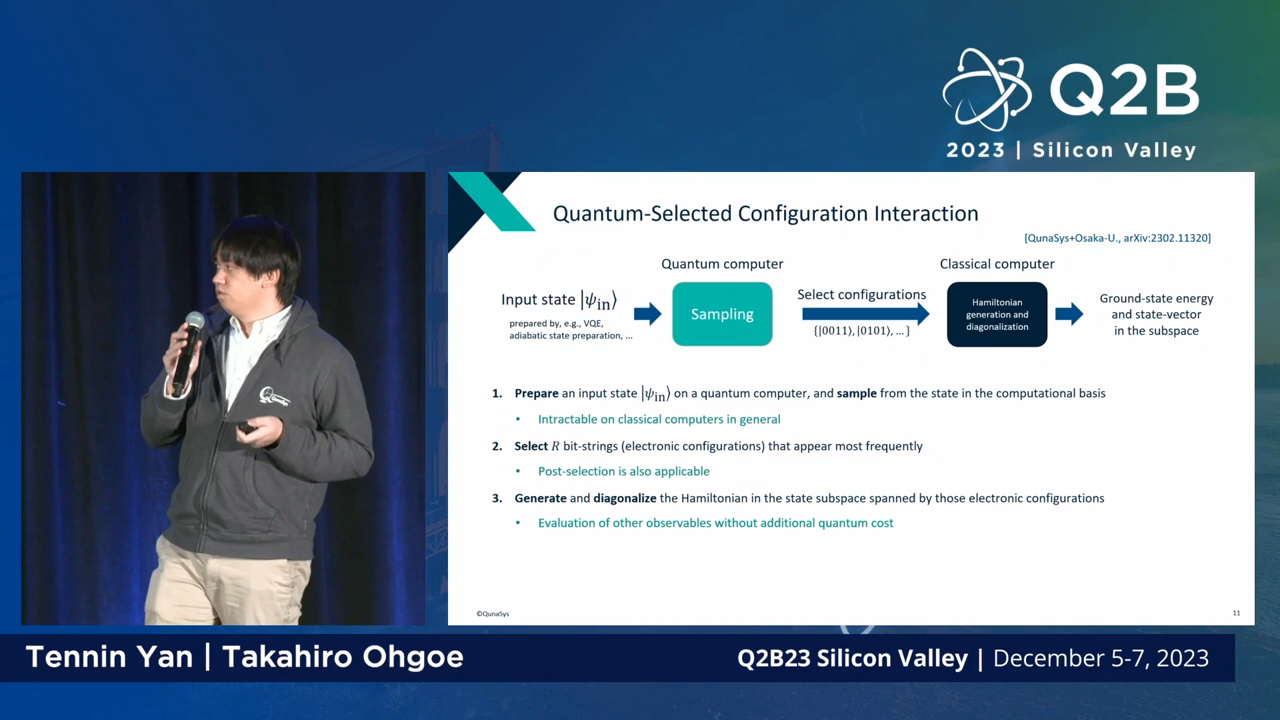 Q2B
2023 | Silicon Valley
Quantum-Selected Configuration Interaction
[QunaSys+Osaka-U., arXiv:2302.11320]
Quantum computer
Classical computer
Input state |ψin⟩
prepared by, e.g., VQE,
adiabatic state preparation, ...
Sampling
Select configurations
{|0011⟩, |0101⟩, ... }
Hamiltonian
generation and
diagonalization
Ground-state energy
and state-vector
in the subspace
1. Prepare an input state |ψin⟩ on a quantum computer, and sample from the state in the computational basis
• Intractable on classical computers in general
2. Select R bit-strings (electronic configurations) that appear most frequently
• Post-selection is also applicable
3. Generate and diagonalize the Hamiltonian in the state subspace spanned by those electronic configurations
• Evaluation of other observables without additional quantum cost
©QunaSys
11
QunaSys
Tennin Yan | Takahiro Ohgoe
Q2B23 Silicon Valley | December 5-7, 2023